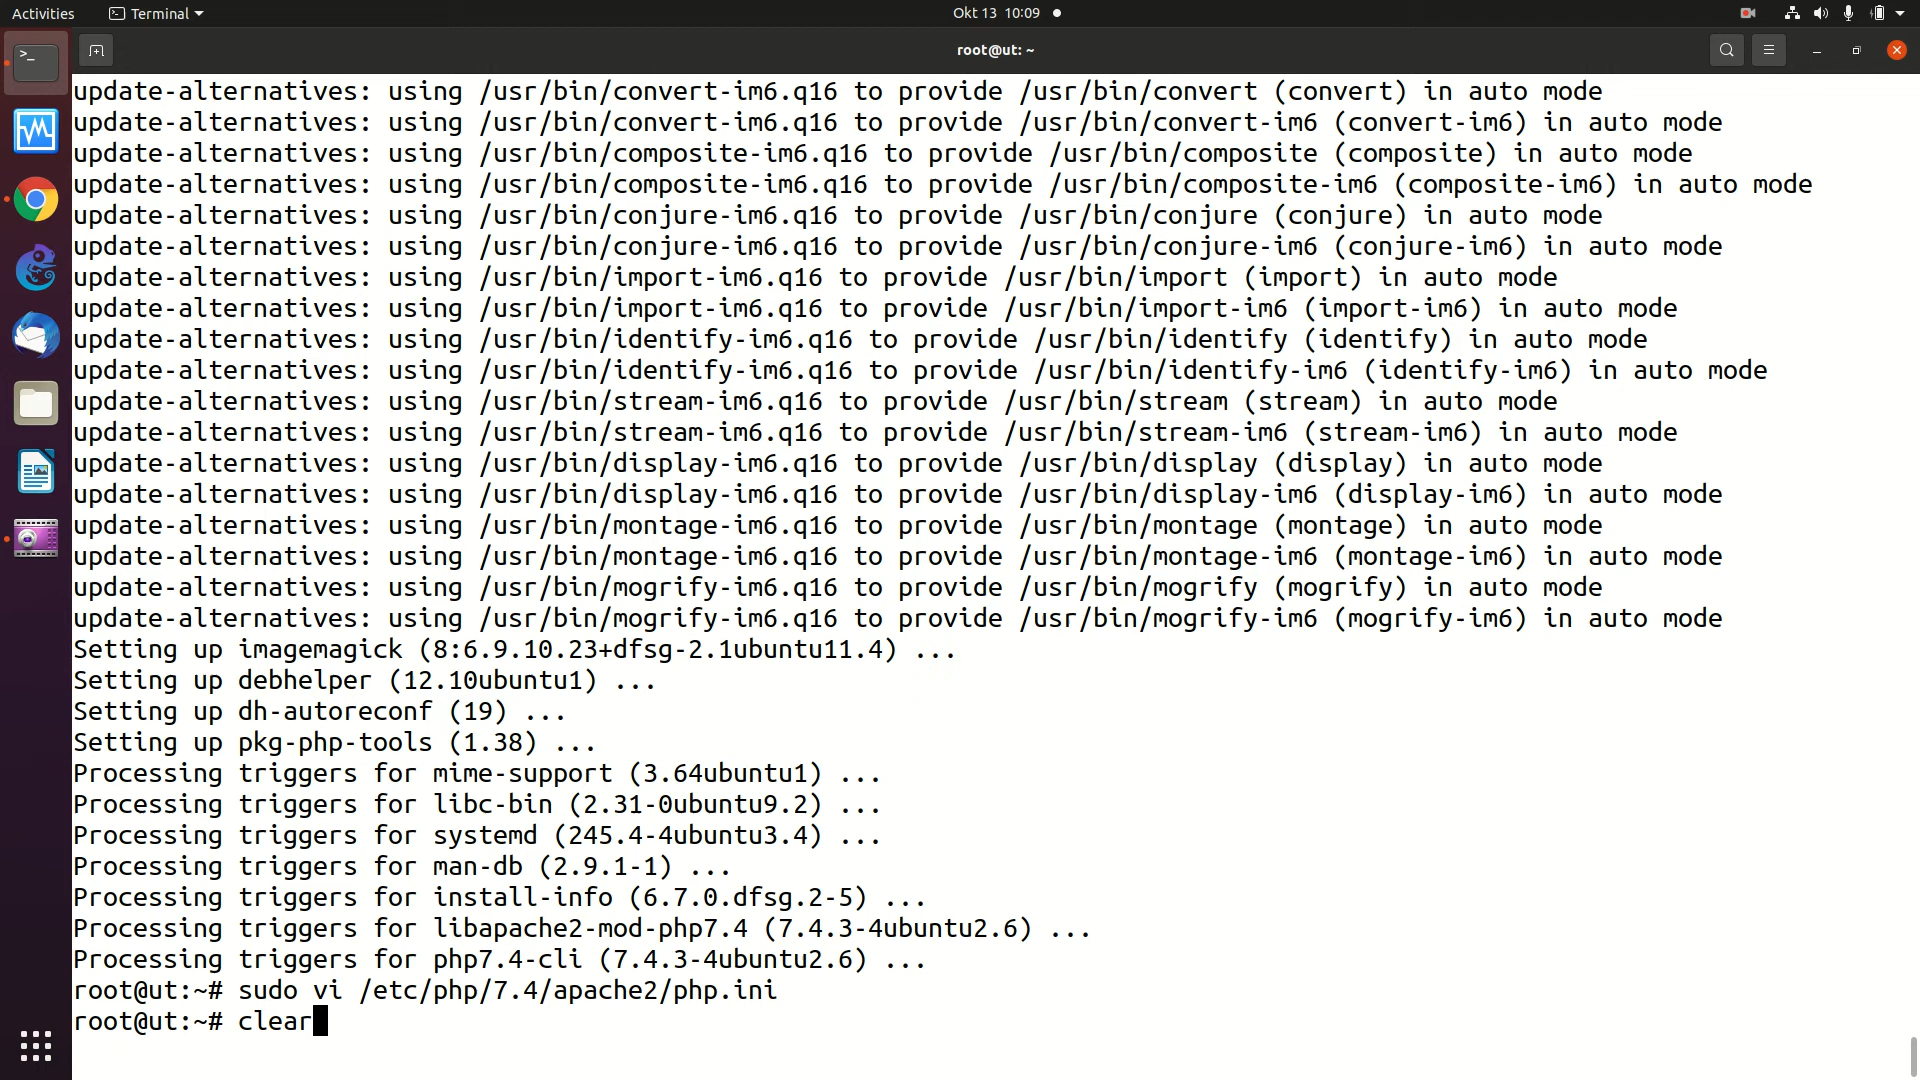 Activities
Terminal
Okt 13 10:09
root@ut: ~
update-alternatives: using /usr/bin/convert-im6.q16 to provide /usr/bin/convert (convert) in auto mode
update-alternatives: using /usr/bin/convert-im6.q16 to provide /usr/bin/convert-im6 (convert-im6) in auto mode
update-alternatives: using /usr/bin/composite-im6.q16 to provide /usr/bin/composite (composite) in auto mode
update-alternatives: using /usr/bin/composite-im6.q16 to provide /usr/bin/composite-im6 (composite-im6) in auto mode
update-alternatives: using /usr/bin/conjure-im6.q16 to provide /usr/bin/conjure (conjure) in auto mode
update-alternatives: using /usr/bin/conjure-im6.q16 to provide /usr/bin/conjure-im6 (conjure-im6) in auto mode
update-alternatives: using /usr/bin/import-im6.q16 to provide /usr/bin/import (import) in auto mode
update-alternatives: using /usr/bin/import-im6.q16 to provide /usr/bin/import-im6 (import-im6) in auto mode
update-alternatives: using /usr/bin/identify-im6.q16 to provide /usr/bin/identify (identify) in auto mode
update-alternatives: using /usr/bin/identify-im6.q16 to provide /usr/bin/identify-im6 (identify-im6) in auto mode
update-alternatives: using /usr/bin/stream-im6.q16 to provide /usr/bin/stream (stream) in auto mode
update-alternatives: using /usr/bin/stream-im6.q16 to provide /usr/bin/stream-im6 (stream-im6) in auto mode
update-alternatives: using /usr/bin/display-im6.q16 to provide /usr/bin/display (display) in auto mode
update-alternatives: using /usr/bin/display-im6.q16 to provide /usr/bin/display-im6 (display-im6) in auto mode
update-alternatives: using /usr/bin/montage-im6.q16 to provide /usr/bin/montage (montage) in auto mode
update-alternatives: using /usr/bin/montage-im6.q16 to provide /usr/bin/montage-im6 (montage-im6) in auto mode
update-alternatives: using /usr/bin/mogrify-im6.q16 to provide /usr/bin/mogrify (mogrify) in auto mode
update-alternatives: using /usr/bin/mogrify-im6.q16 to provide /usr/bin/mogrify-im6 (mogrify-im6) in auto mode
Setting up imagemagick (8:6.9.10.23+dfsg-2.1ubuntu11.4) ...
Setting up debhelper (12.10ubuntu1) ...
Setting up dh-autoreconf (19) ...
Setting up pkg-php-tools (1.38) ...
Processing triggers for mime-support (3.64ubuntu1) ...
Processing triggers for libc-bin (2.31-0ubuntu9.2) ...
Processing triggers for systemd (245.4-4ubuntu3.4) ...
Processing triggers for man-db (2.9.1-1) ...
Processing triggers for install-info (6.7.0.dfsg.2-5) ...
Processing triggers for libapache2-mod-php7.4 (7.4.3-4ubuntu2.6) ...
Processing triggers for php7.4-cli (7.4.3-4ubuntu2.6) ...
root@ut:~# sudo vi /etc/php/7.4/apache2/php.ini
root@ut:~# clear